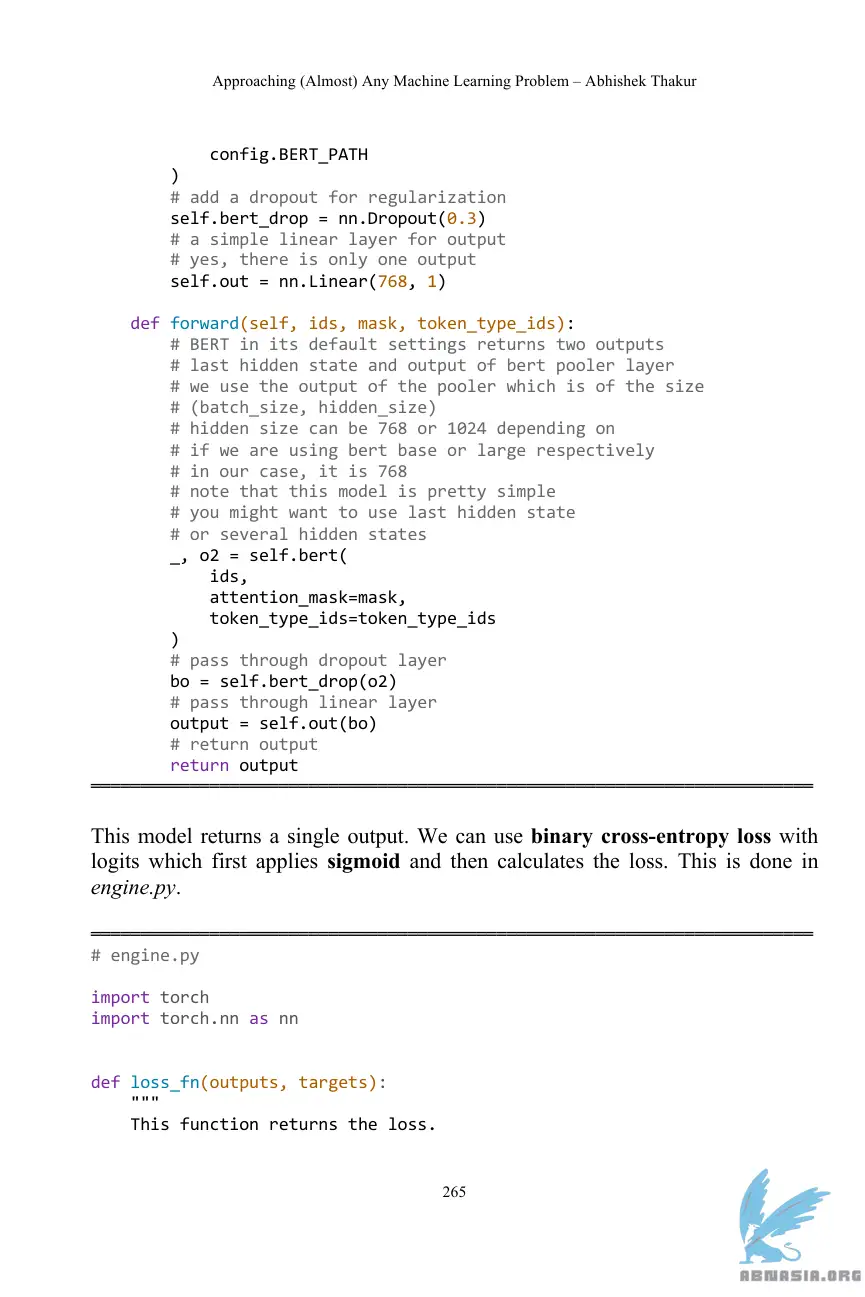 Approaching (Almost) Any Machine Learning Problem – Abhishek Thakur
            config.BERT_PATH
        )
        # add a dropout for regularization
        self.bert_drop = nn.Dropout(0.3)
        # a simple linear layer for output
        # yes, there is only one output
        self.out = nn.Linear(768, 1)
    def forward(self, ids, mask, token_type_ids):
        # BERT in its default settings returns two outputs
        # last hidden state and output of bert pooler layer
        # we use the output of the pooler which is of the size
        # (batch_size, hidden_size)
        # hidden size can be 768 or 1024 depending on
        # if we are using bert base or large respectively
        # in our case, it is 768
        # note that this model is pretty simple
        # you might want to use last hidden state
        # or several hidden states
        _, o2 = self.bert(
            ids,
            attention_mask=mask,
            token_type_ids=token_type_ids
        )
        # pass through dropout layer
        bo = self.bert_drop(o2)
        # pass through linear layer
        output = self.out(bo)
        # return output
        return output
This model returns a single output. We can use binary cross-entropy loss with
logits which first applies sigmoid and then calculates the loss. This is done in
engine.py.
# engine.py
import torch
import torch.nn as nn
def loss_fn(outputs, targets):
    """
    This function returns the loss.
265
ABNASIA.ORG